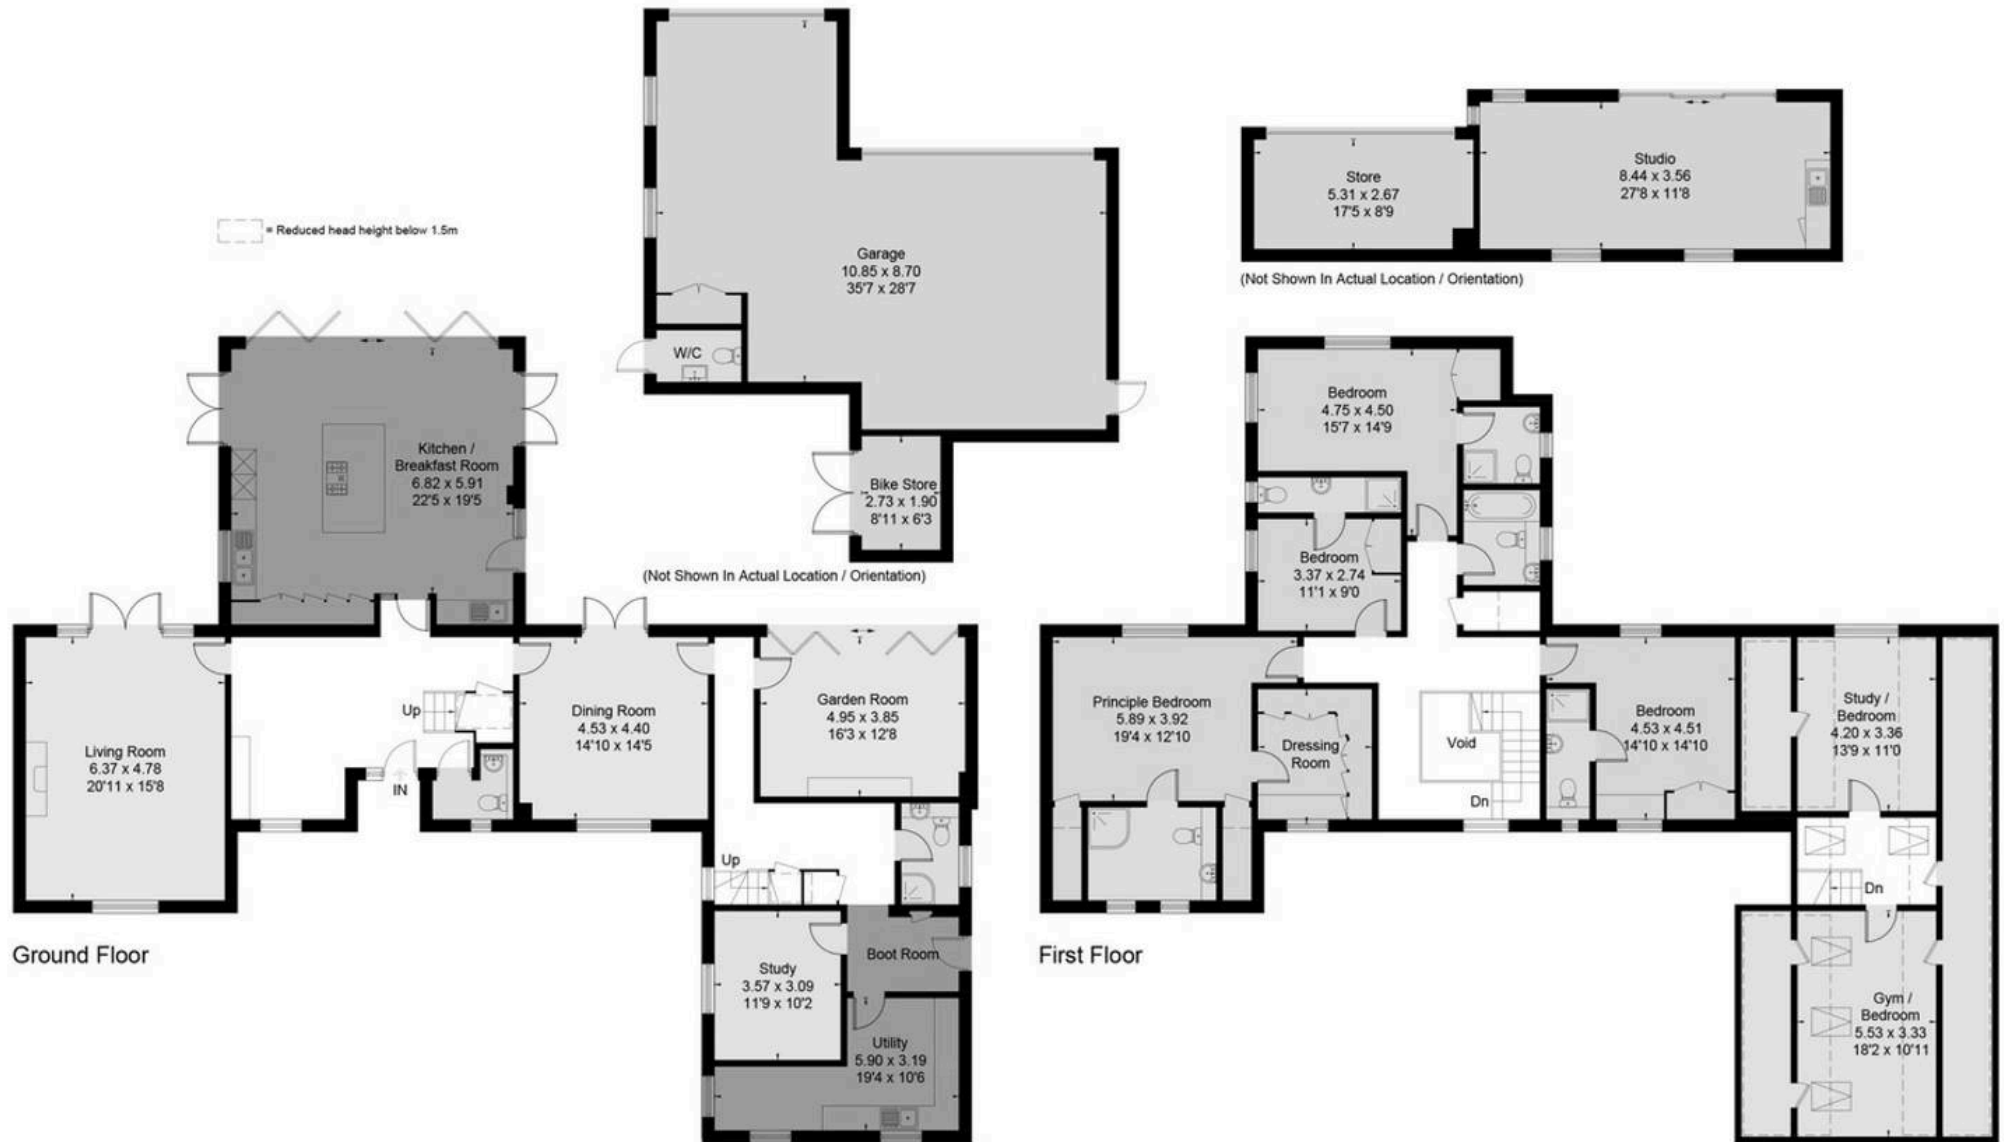 = Reduced head height below 1.5m
Garage
10.85 x 8.70
35'7 x 28'7
W/C
Bike Store
2.73 x 1.90
8'11 x 6'3
(Not Shown In Actual Location / Orientation)
Store
5.31 x 2.67
17'5 x 8'9
Studio
8.44 x 3.56
27'8 x 11'8
(Not Shown In Actual Location / Orientation)
Kitchen /
Breakfast Room
6.82 x 5.91
22'5 x 19'5
Living Room
6.37 x 4.78
20'11 x 15'8
Up
IN
Dining Room
4.53 x 4.40
14'10 x 14'5
Garden Room
4.95 x 3.85
16'3 x 12'8
Up
Study
3.57 x 3.09
11'9 x 10'2
Boot Room
Utility
5.90 x 3.19
19'4 x 10'6
Ground Floor
Bedroom
4.75 x 4.50
15'7 x 14'9
Bedroom
3.37 x 2.74
11'1 x 9'0
Principle Bedroom
5.89 x 3.92
19'4 x 12'10
Dressing
Room
Void
Dn
Bedroom
4.53 x 4.51
14'10 x 14'10
Study /
Bedroom
4.20 x 3.36
13'9 x 11'0
Dn
Gym /
Bedroom
5.53 x 3.33
18'2 x 10'11
First Floor